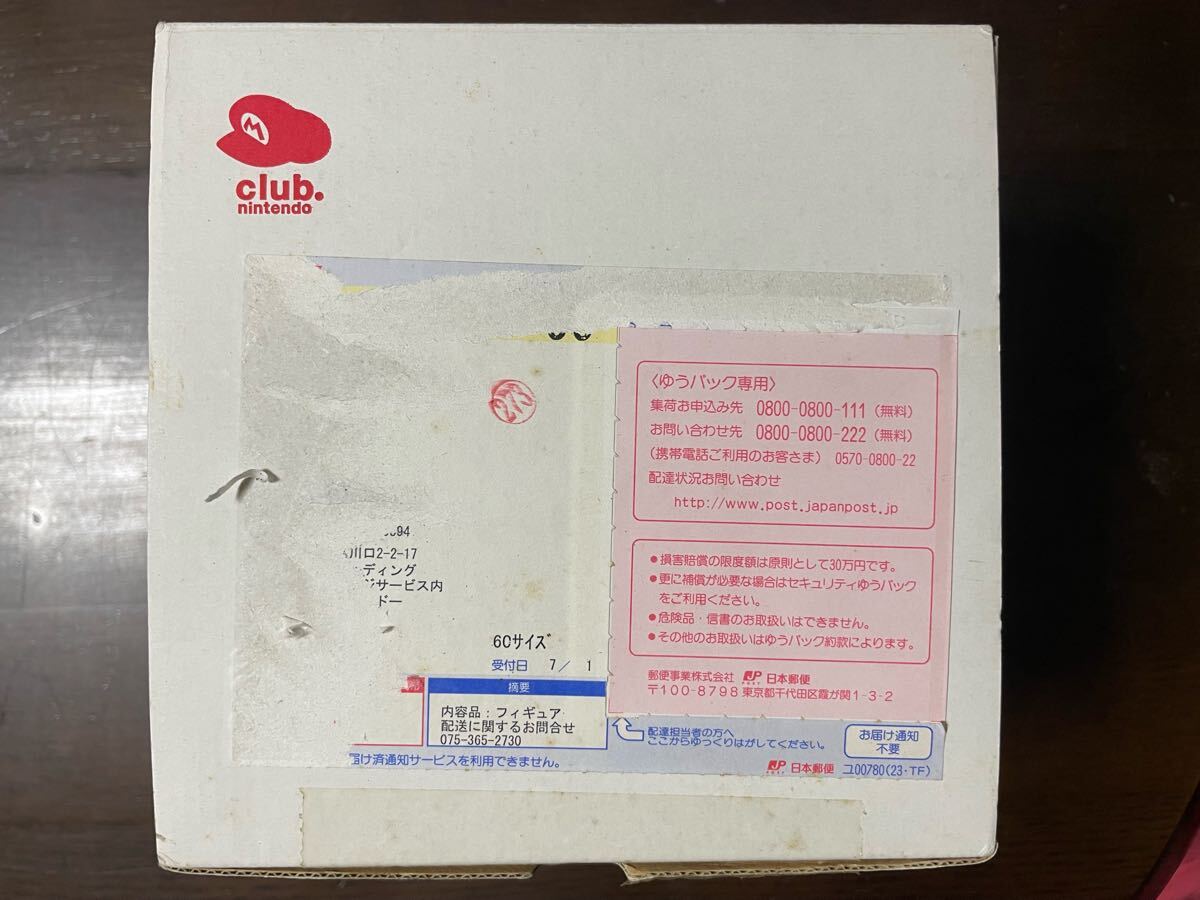 M
club.
nintendo
〈ゆうパック専用〉
集荷お申込み先 0800-0800-111 (無料)
お問い合わせ先 0800-0800-222 (無料)
(携帯電話ご利用のお客さま) 0570-0800-22
配達状況お問い合わせ
http://www.post.japanpost.jp
●損害賠償の限度額は原則として30万円です。
●更に補償が必要な場合はセキュリティゆうパック
をご利用ください。
●危険品・信書のお取扱いはできません。
●その他のお取扱いはゆうパック約款によります。
郵便事業株式会社 JP POST 日本郵便
〒100-8798 東京都千代田区霞が関1-3-2
94
川口2-2-17
ディング
サービス内
ドー
60サイズ
受付日 7/ 1
摘要
内容品:フィギュア
配送に関するお問合せ
075-365-2730
届け済通知サービスを利用できません。
配達担当者の方へ
ここからゆっくりはがしてください。
お届け通知
不要
JP POST 日本郵便 ユ00780(23・TF)